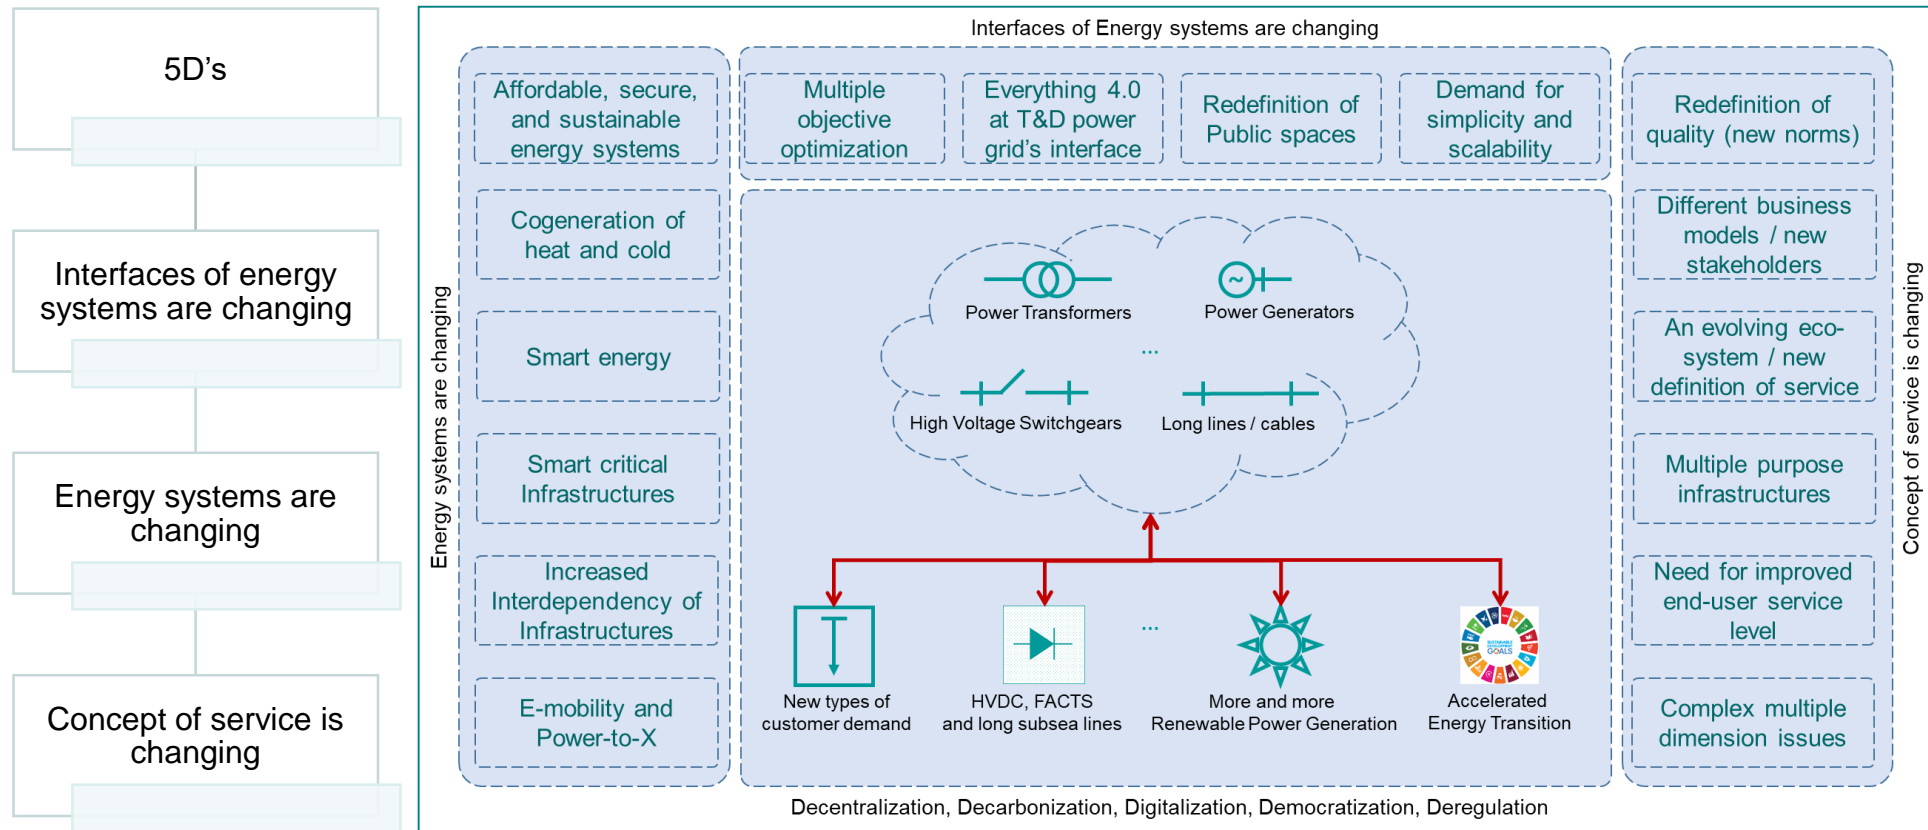 5D’s
Interfaces of energy
systems are changing
Energy systems are
changing
Concept of service is
changing
Interfaces of Energy systems are changing
Energy systems are changing
Affordable, secure,
and sustainable
energy systems
Cogeneration of
heat and cold
Smart energy
Smart critical
Infrastructures
Increased
Interdependency of
Infrastructures
E-mobility and
Power-to-X
Multiple
objective
optimization
Everything 4.0
at T&D power
grid’s interface
Redefinition of
Public spaces
Demand for
simplicity and
scalability
Power Transformers
~
Power Generators
...
High Voltage Switchgears
Long lines / cables
...
New types of
customer demand
HVDC, FACTS
and long subsea lines
More and more
Renewable Power Generation
SUSTAINABLE
DEVELOPMENT
GOALS
Accelerated
Energy Transition
Redefinition of
quality (new norms)
Different business
models / new
stakeholders
An evolving eco-
system / new
definition of service
Multiple purpose
infrastructures
Need for improved
end-user service
level
Complex multiple
dimension issues
Concept of service is changing
Decentralization, Decarbonization, Digitalization, Democratization, Deregulation